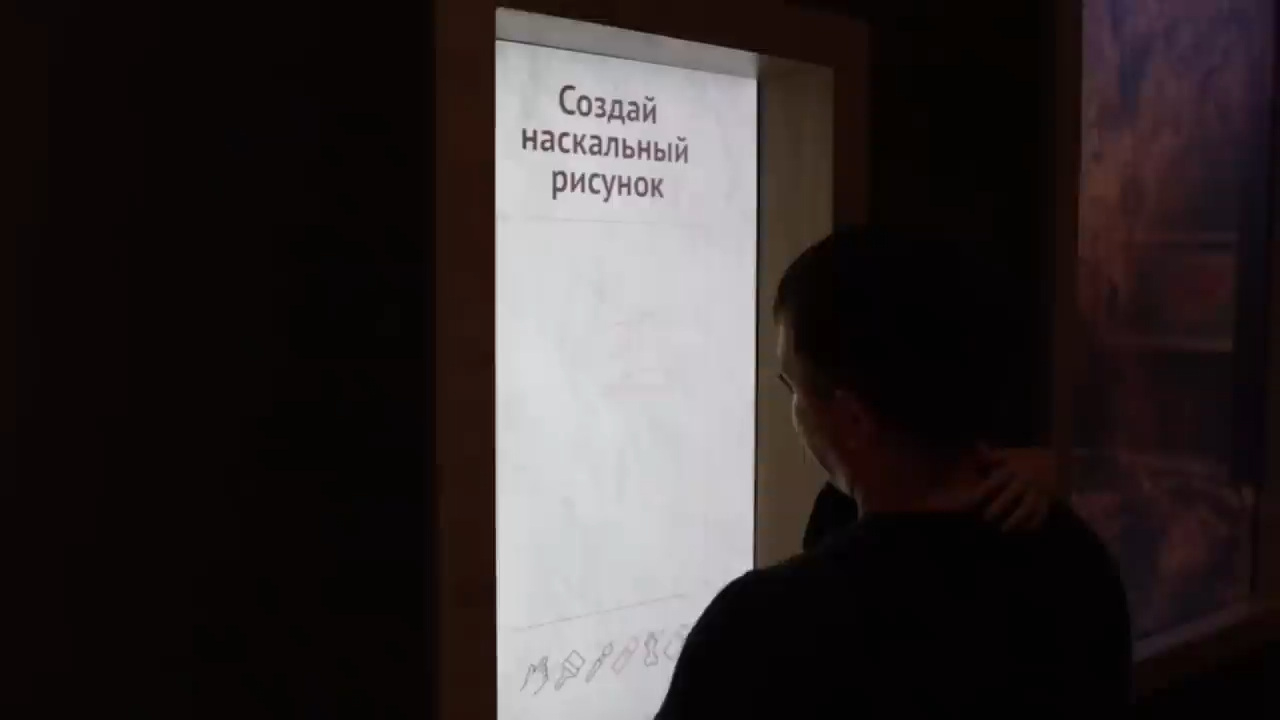 Создай
наскальный
рисунок